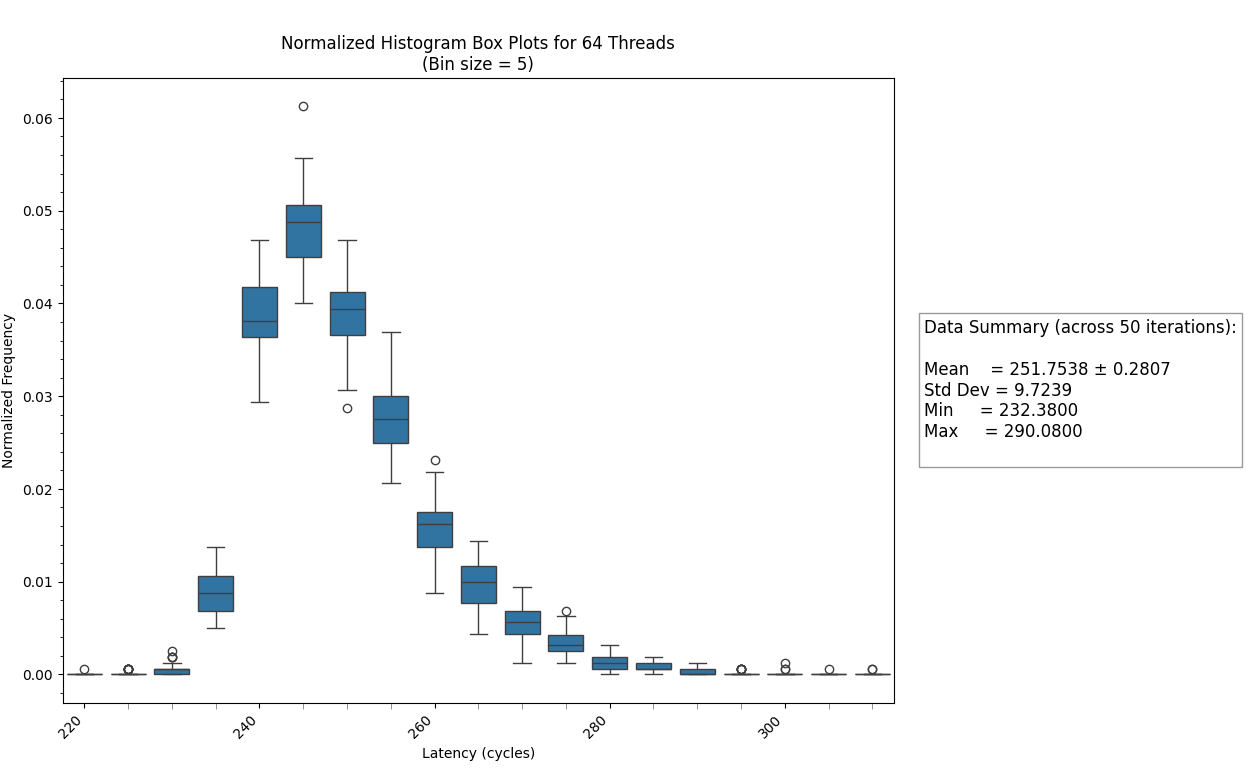 Normalized Histogram Box Plots for 64 Threads
(Bin size = 5)
Normalized Frequency
0.06
0.05
0.04
0.03
0.02
0.01
0.00
220
240
260
280
300
Latency (cycles)
Data Summary (across 50 iterations):
Mean = 251.7538 ± 0.2807
Std Dev = 9.7239
Min = 232.3800
Max = 290.0800